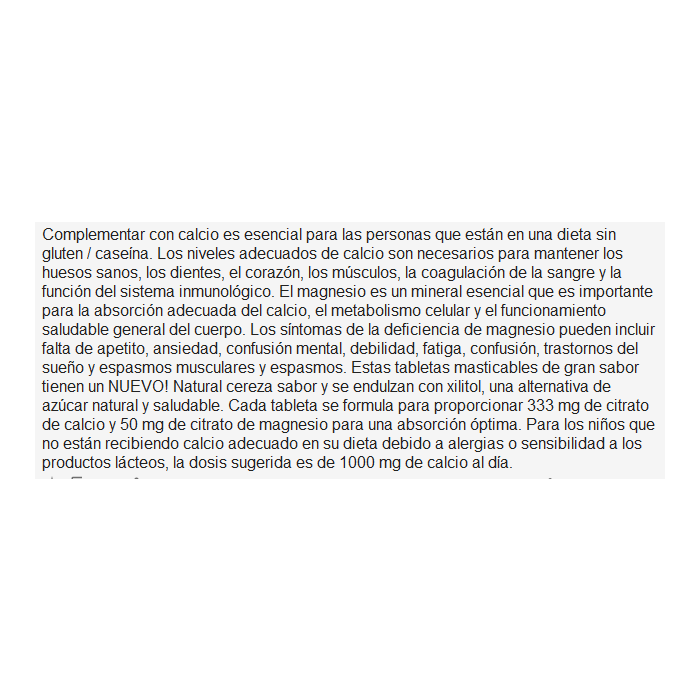 Complementar con calcio es esencial para las personas que están en una dieta sin
gluten / caseína. Los niveles adecuados de calcio son necesarios para mantener los
huesos sanos, los dientes, el corazón, los músculos, la coagulación de la sangre y la
función del sistema inmunológico. El magnesio es un mineral esencial que es importante
para la absorción adecuada del calcio, el metabolismo celular y el funcionamiento
saludable general del cuerpo. Los síntomas de la deficiencia de magnesio pueden incluir
falta de apetito, ansiedad, confusión mental, debilidad, fatiga, confusión, trastornos del
sueño y espasmos musculares y espasmos. Estas tabletas masticables de gran sabor
tienen un NUEVO! Natural cereza sabor y se endulzan con xilitol, una alternativa de
azúcar natural y saludable. Cada tableta se formula para proporcionar 333 mg de citrato
de calcio y 50 mg de citrato de magnesio para una absorción óptima. Para los niños que
no están recibiendo calcio adecuado en su dieta debido a alergias o sensibilidad a los
productos lácteos, la dosis sugerida es de 1000 mg de calcio al día.